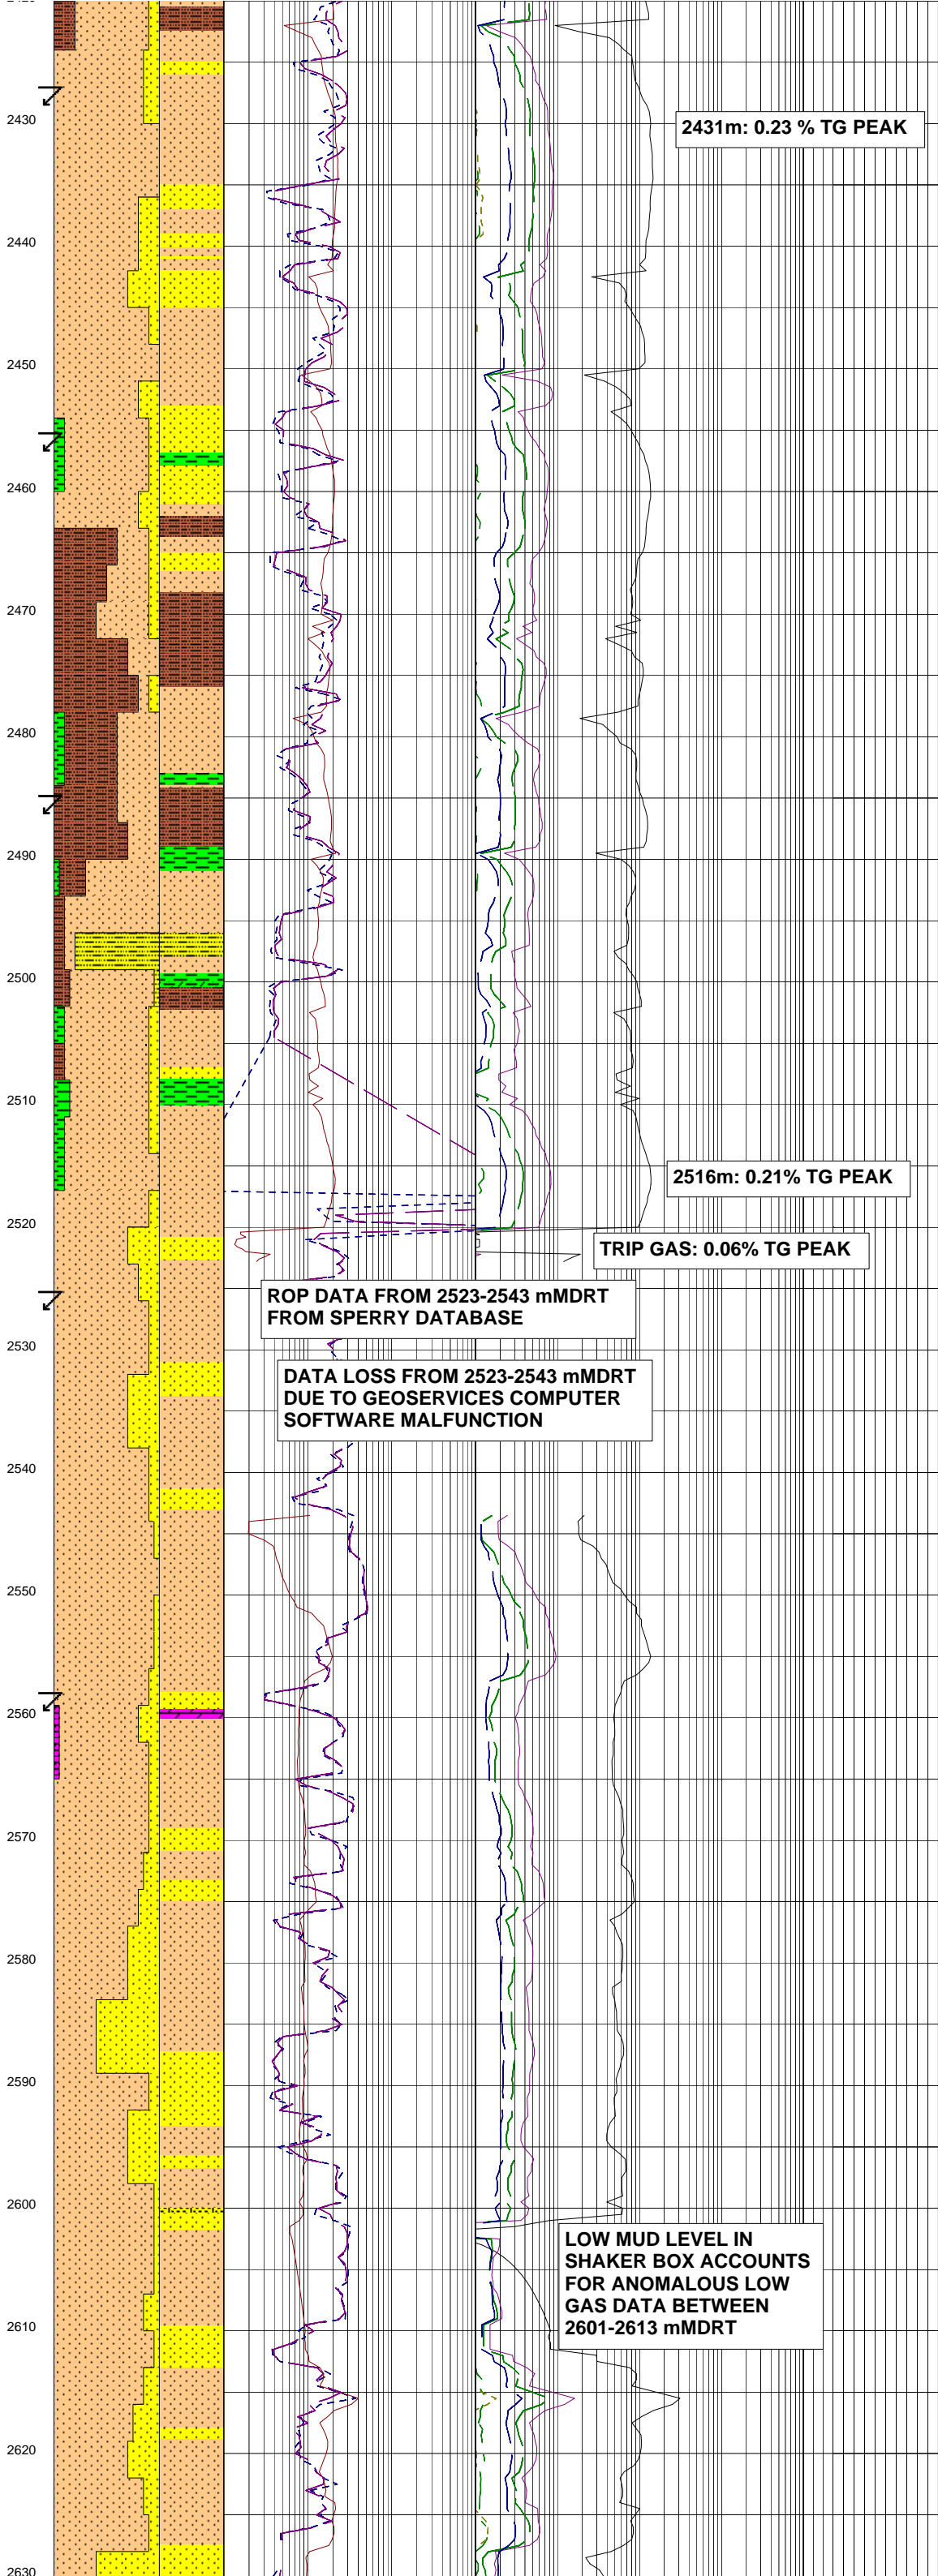 2430
2431m: 0.23 % TG PEAK
2440
2450
2460
2470
2480
2490
2500
2510
2516m: 0.21% TG PEAK
2520
TRIP GAS: 0.06% TG PEAK
ROP DATA FROM 2523-2543 mMDRT
FROM SPERRY DATABASE
2530
DATA LOSS FROM 2523-2543 mMDRT
DUE TO GEOSERVICES COMPUTER
SOFTWARE MALFUNCTION
2540
2550
2560
2570
2580
2590
2600
LOW MUD LEVEL IN
SHAKER BOX ACCOUNTS
FOR ANOMALOUS LOW
GAS DATA BETWEEN
2601-2613 mMDRT
2610
2620
2630